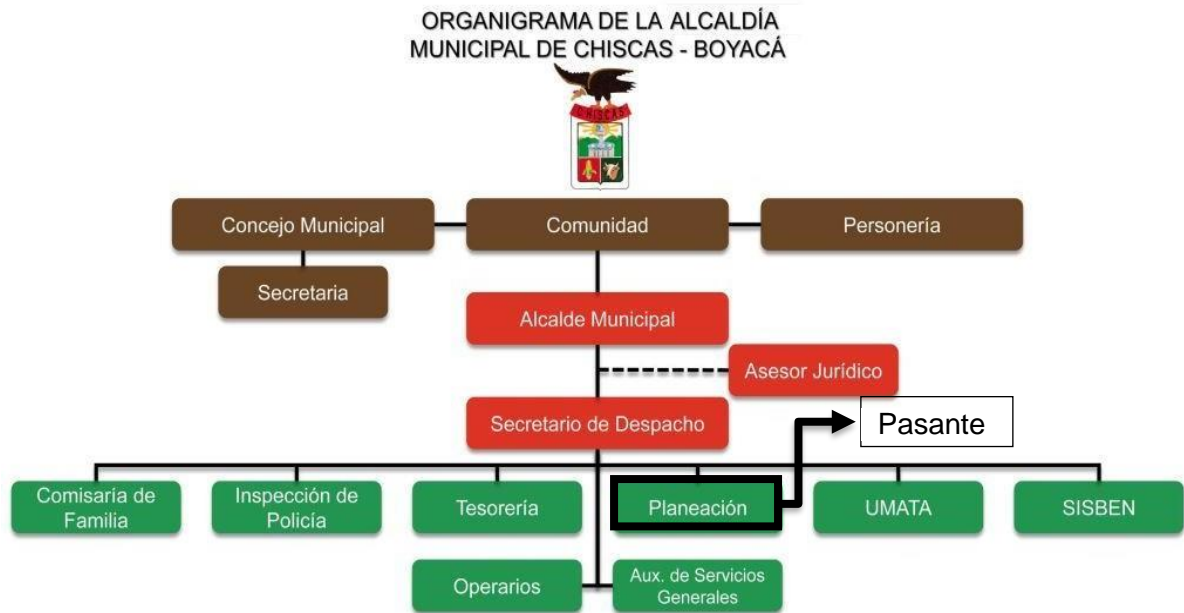 ORGANIGRAMA DE LA ALCALDÍA
MUNICIPAL DE CHISCAS - BOYACÁ
CHISCAS
Concejo Municipal
Comunidad
Personería
Secretaria
Alcalde Municipal
Asesor Jurídico
Secretario de Despacho
Pasante
Comisaría de
Familia
Inspección de
Policía
Tesorería
Planeación
UMATA
SISBEN
Operarios
Aux. de Servicios
Generales